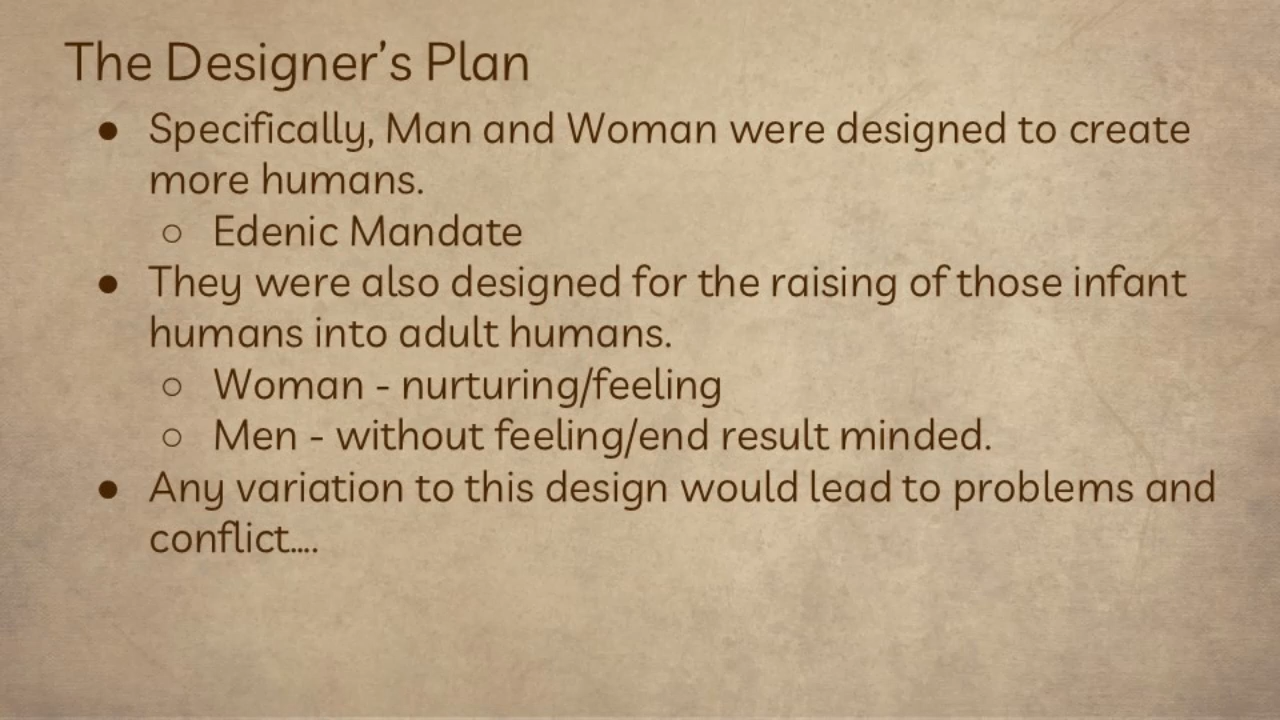 The Designer’s Plan
● Specifically, Man and Woman were designed to create
more humans.
○ Edenic Mandate
● They were also designed for the raising of those infant
humans into adult humans.
○ Woman - nurturing/feeling
○ Men - without feeling/end result minded.
● Any variation to this design would lead to problems and
conflict....